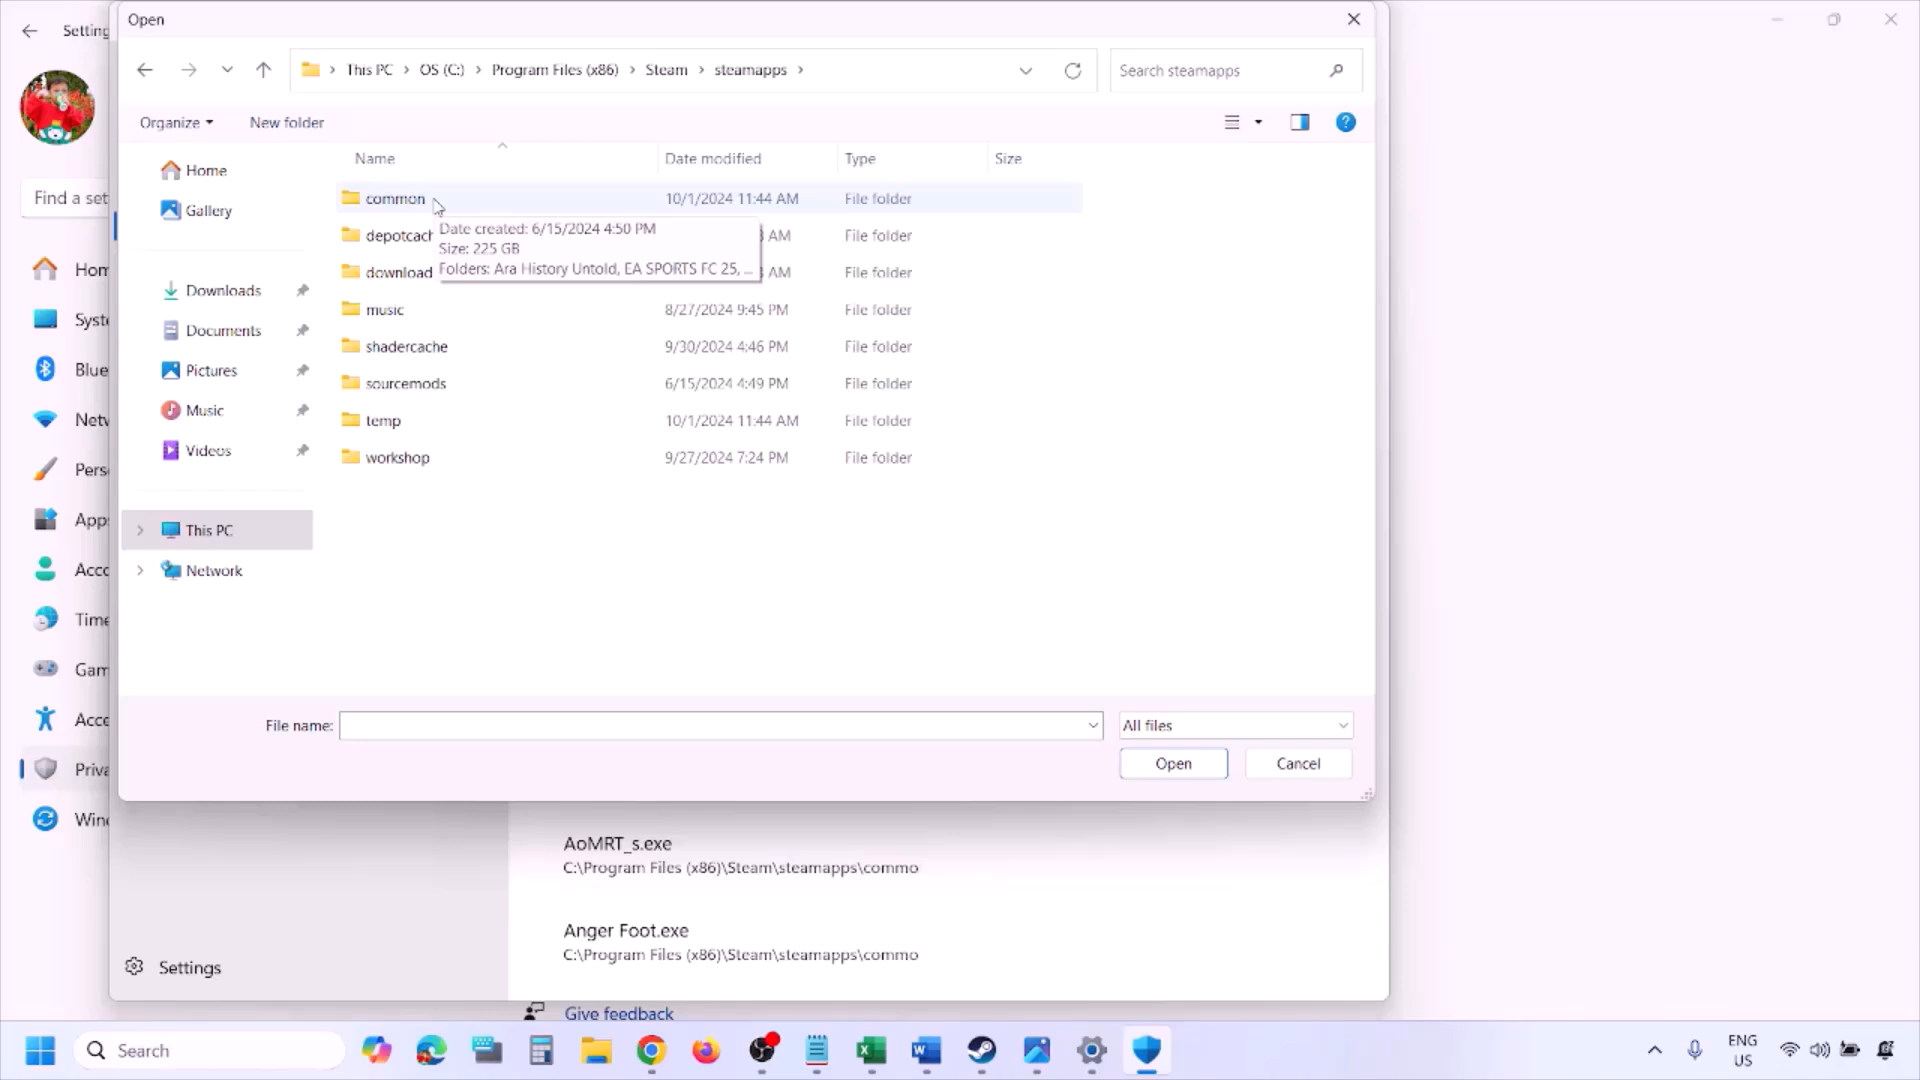 Open
Setting
This PC > OS (C:) > Program Files (x86) > Steam > steamapps >
Search steamapps
Organize
New folder
Name
Date modified
Type
Size
Home
Gallery
Downloads
Documents
Pictures
Music
Videos
This PC
Network
common 10/1/2024 11:44 AM File folder
depotcach AM File folder
Date created: 6/15/2024 4:50 PM
Size: 225 GB
Folders: Ara History Untold, EA SPORTS FC 25, ...
download AM File folder
music 8/27/2024 9:45 PM File folder
shadercache 9/30/2024 4:46 PM File folder
sourcemods 6/15/2024 4:49 PM File folder
temp 10/1/2024 11:44 AM File folder
workshop 9/27/2024 7:24 PM File folder
File name:
All files
Open
Cancel
Find a set
Hom
Syste
Blue
Netw
Perso
Apps
Acco
Time
Gam
Acce
Priva
Wind
AoMRT_s.exe
C:\Program Files (x86)\Steam\steamapps\commo
Anger Foot.exe
C:\Program Files (x86)\Steam\steamapps\commo
Settings
Give feedback
Search
ENG
US